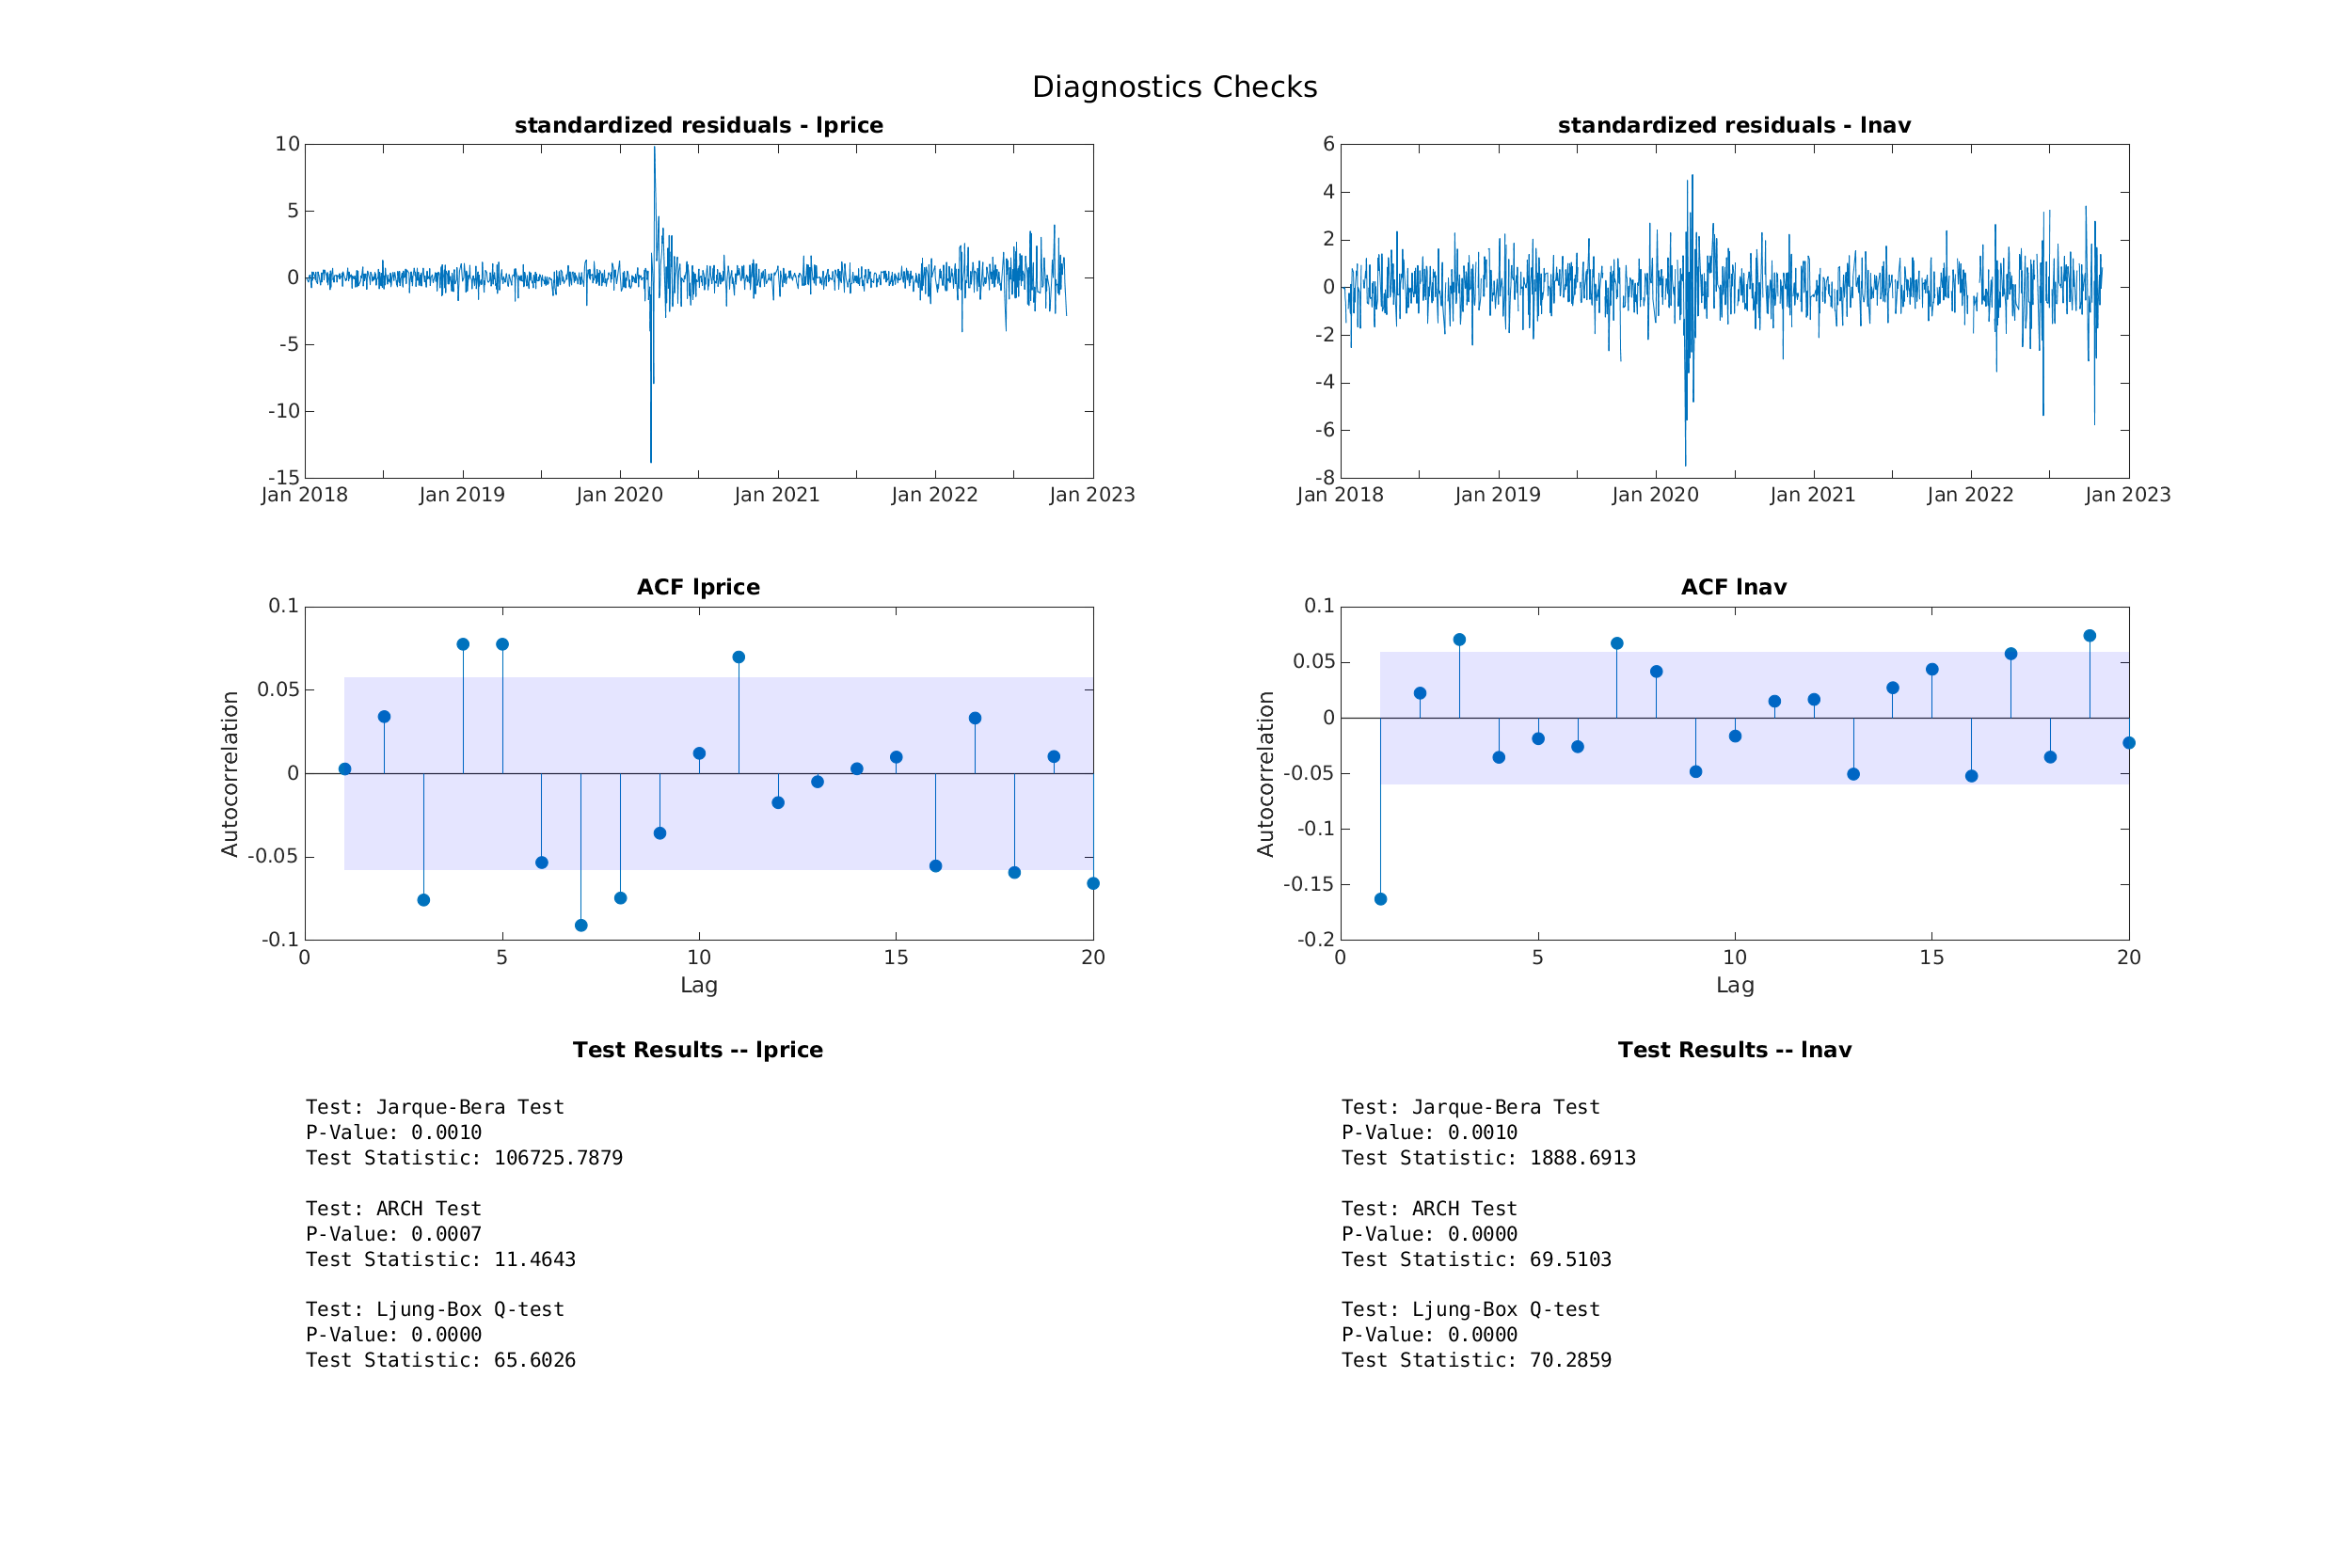 Diagnostics Checks
standardized residuals - lprice
10
5
0
-5
-10
-15
Jan 2018 Jan 2019 Jan 2020 Jan 2021 Jan 2022 Jan 2023
standardized residuals - lnav
6
4
2
0
-2
-4
-6
-8
Jan 2018 Jan 2019 Jan 2020 Jan 2021 Jan 2022 Jan 2023
ACF lprice
Autocorrelation
0.1
0.05
0
-0.05
-0.1
0 5 10 15 20
Lag
ACF lnav
Autocorrelation
0.1
0.05
0
-0.05
-0.1
-0.15
-0.2
0 5 10 15 20
Lag
Test Results -- lprice
Test: Jarque-Bera Test
P-Value: 0.0010
Test Statistic: 106725.7879
Test: ARCH Test
P-Value: 0.0007
Test Statistic: 11.4643
Test: Ljung-Box Q-test
P-Value: 0.0000
Test Statistic: 65.6026
Test Results -- lnav
Test: Jarque-Bera Test
P-Value: 0.0010
Test Statistic: 1888.6913
Test: ARCH Test
P-Value: 0.0000
Test Statistic: 69.5103
Test: Ljung-Box Q-test
P-Value: 0.0000
Test Statistic: 70.2859